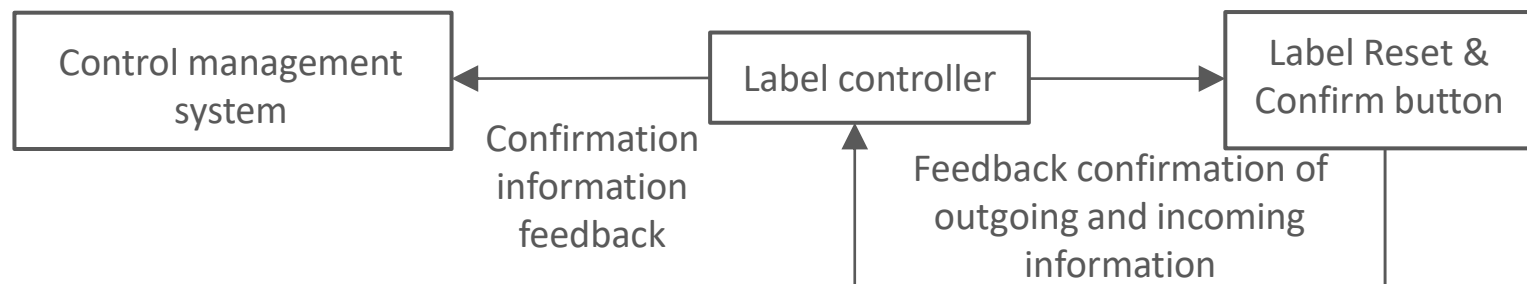 Control management
system
Label controller
Label Reset &
Confirm button
Confirmation
information
feedback
Feedback confirmation of
outgoing and incoming
information